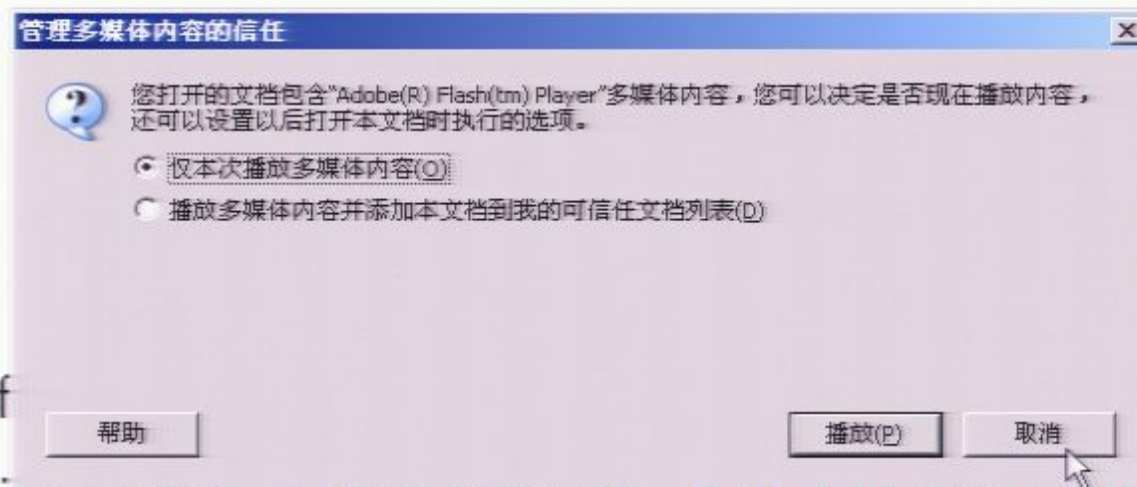 管理多媒体内容的信任
您打开的文档包含"Adobe(R) Flash(tm) Player"多媒体内容，您可以决定是否现在播放内容，
还可以设置以后打开本文档时执行的选项。
仅本次播放多媒体内容(O)
播放多媒体内容并添加本文档到我的可信任文档列表(D)
帮助
播放(P)
取消